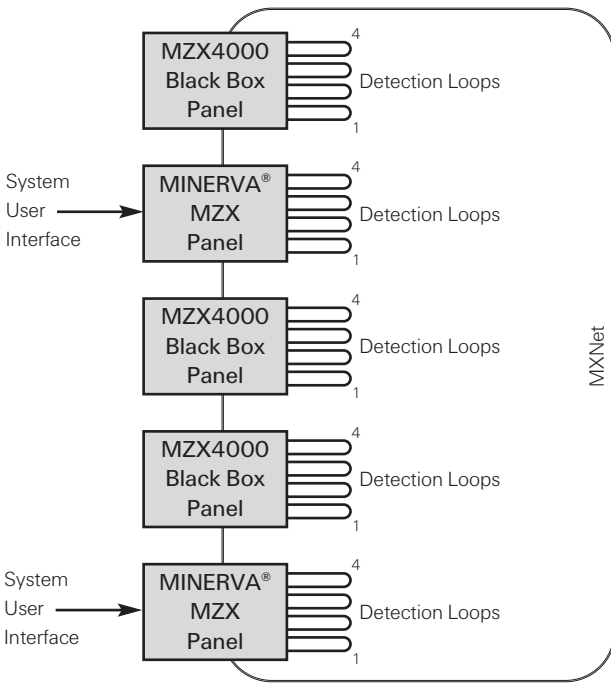 MZX4000
Black Box
Panel
4
Detection Loops
1
System
User
Interface
MINERVA®
MZX
Panel
4
Detection Loops
1
MZX4000
Black Box
Panel
4
Detection Loops
1
MXNet
MZX4000
Black Box
Panel
4
Detection Loops
1
System
User
Interface
MINERVA®
MZX
Panel
4
Detection Loops
1